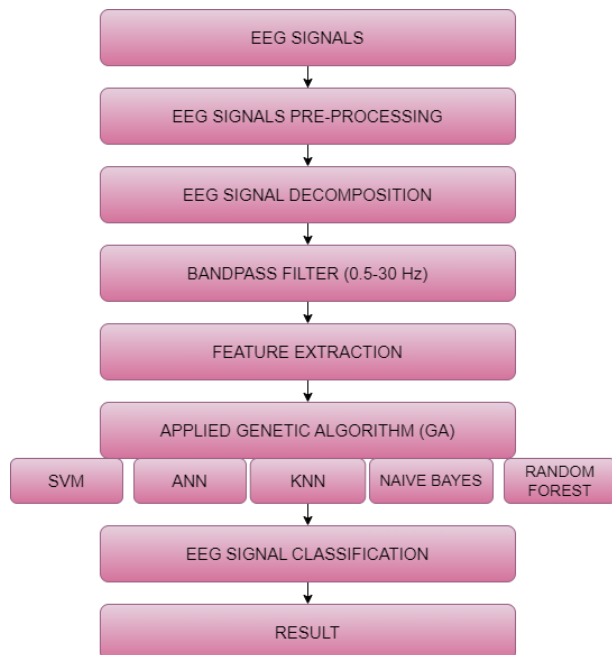 EEG SIGNALS
EEG SIGNALS PRE-PROCESSING
EEG SIGNAL DECOMPOSITION
BANDPASS FILTER (0.5-30 Hz)
FEATURE EXTRACTION
APPLIED GENETIC ALGORITHM (GA)
SVM
ANN
KNN
NAIVE BAYES
RANDOM
FOREST
EEG SIGNAL CLASSIFICATION
RESULT